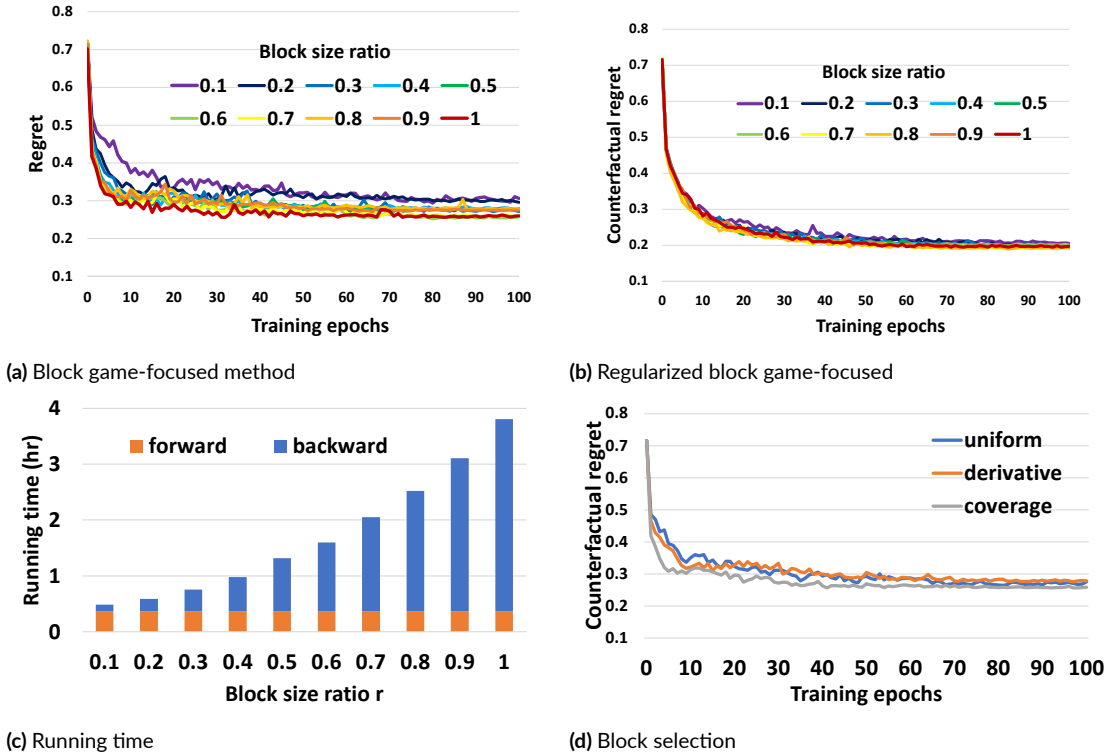 0.8
0.7
0.6
0.5
0.4
0.3
0.2
0.1
Regret
Block size ratio
0.1 0.2 0.3 0.4 0.5
0.6 0.7 0.8 0.9 1
0 10 20 30 40 50 60 70 80 90 100
Training epochs
(a) Block game-focused method
0.8
0.7
0.6
0.5
0.4
0.3
0.2
0.1
Counterfactual regret
Block size ratio
0.1 0.2 0.3 0.4 0.5
0.6 0.7 0.8 0.9 1
0 10 20 30 40 50 60 70 80 90 100
Training epochs
(b) Regularized block game-focused
4
3
2
1
0
Running time (hr)
forward backward
0.1 0.2 0.3 0.4 0.5 0.6 0.7 0.8 0.9 1
Block size ratio r
(c) Running time
0.8
0.7
0.6
0.5
0.4
0.3
0.2
0.1
Counterfactual regret
uniform
derivative
coverage
0 10 20 30 40 50 60 70 80 90 100
Training epochs
(d) Block selection